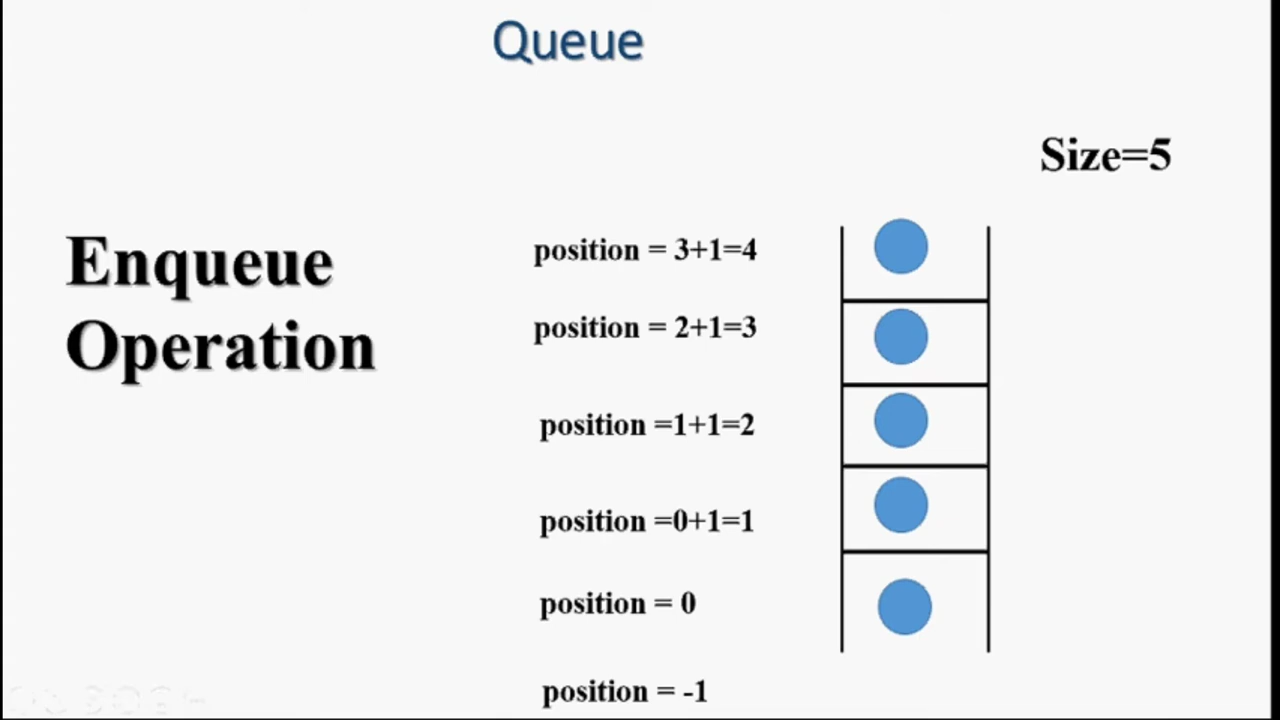 Queue
Size=5
Enqueue
Operation
position = 3+1=4
position = 2+1=3
position =1+1=2
position =0+1=1
position = 0
position = -1